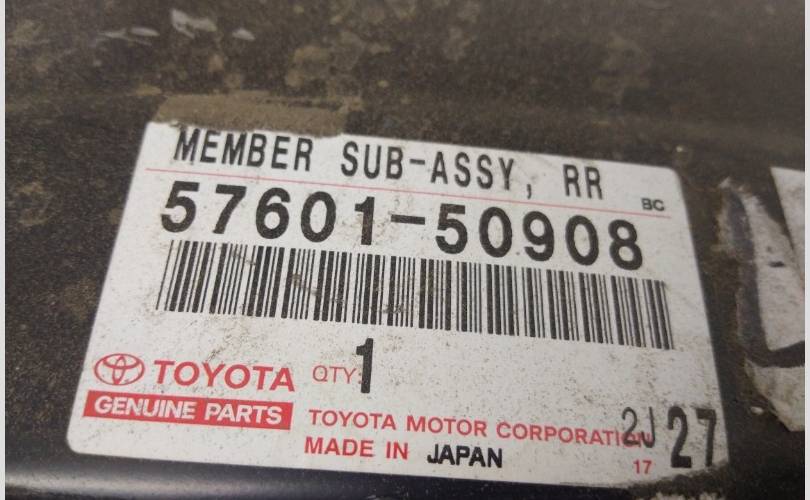 MEMBER SUB-ASSY, RR
BC
57601-50908
TOYOTA QTY. 1
GENUINE PARTS
TOYOTA MOTOR CORPORATION
2J 27
MADE IN JAPAN
17